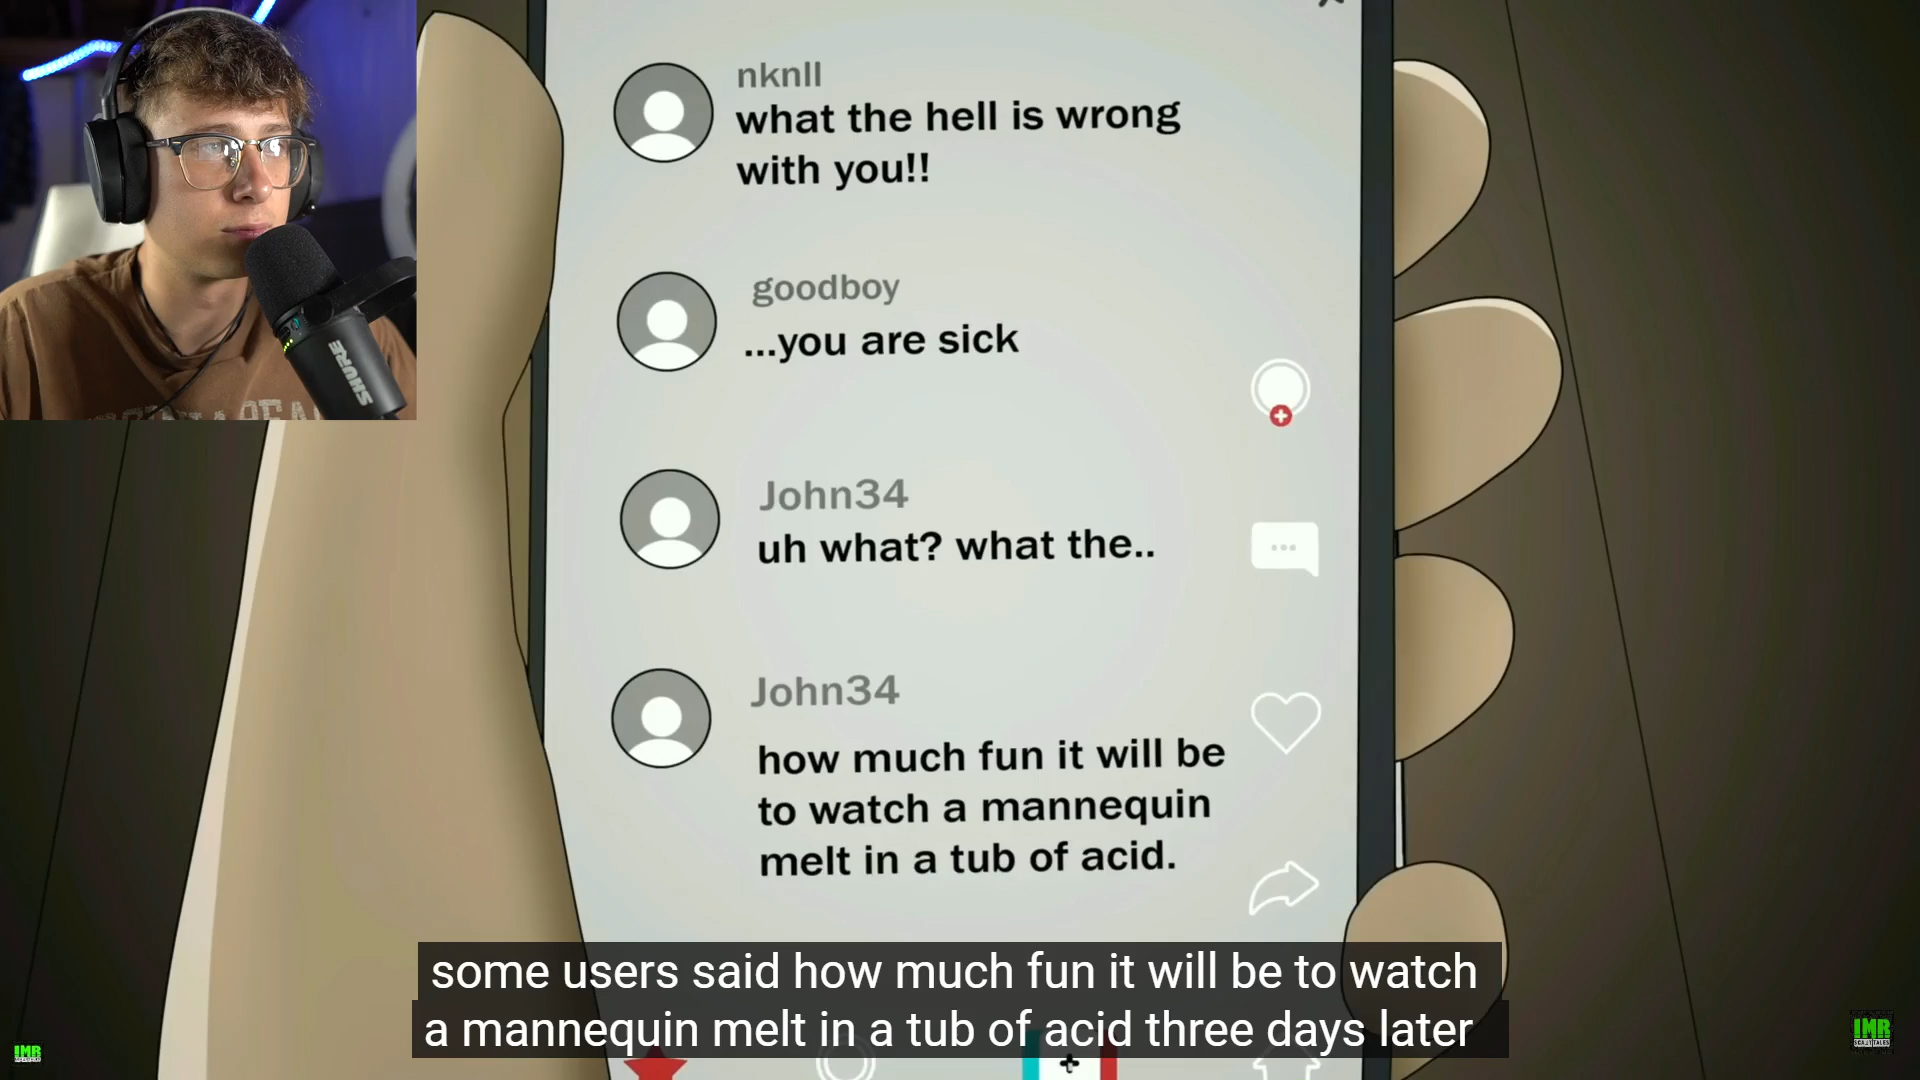 nknll
what the hell is wrong
with you!!
goodboy
...you are sick
John34
uh what? what the..
John34
how much fun it will be
to watch a mannequin
melt in a tub of acid.
SHURE
some users said how much fun it will be to watch
a mannequin melt in a tub of acid three days later
IMR
IMR
SCARY TALES